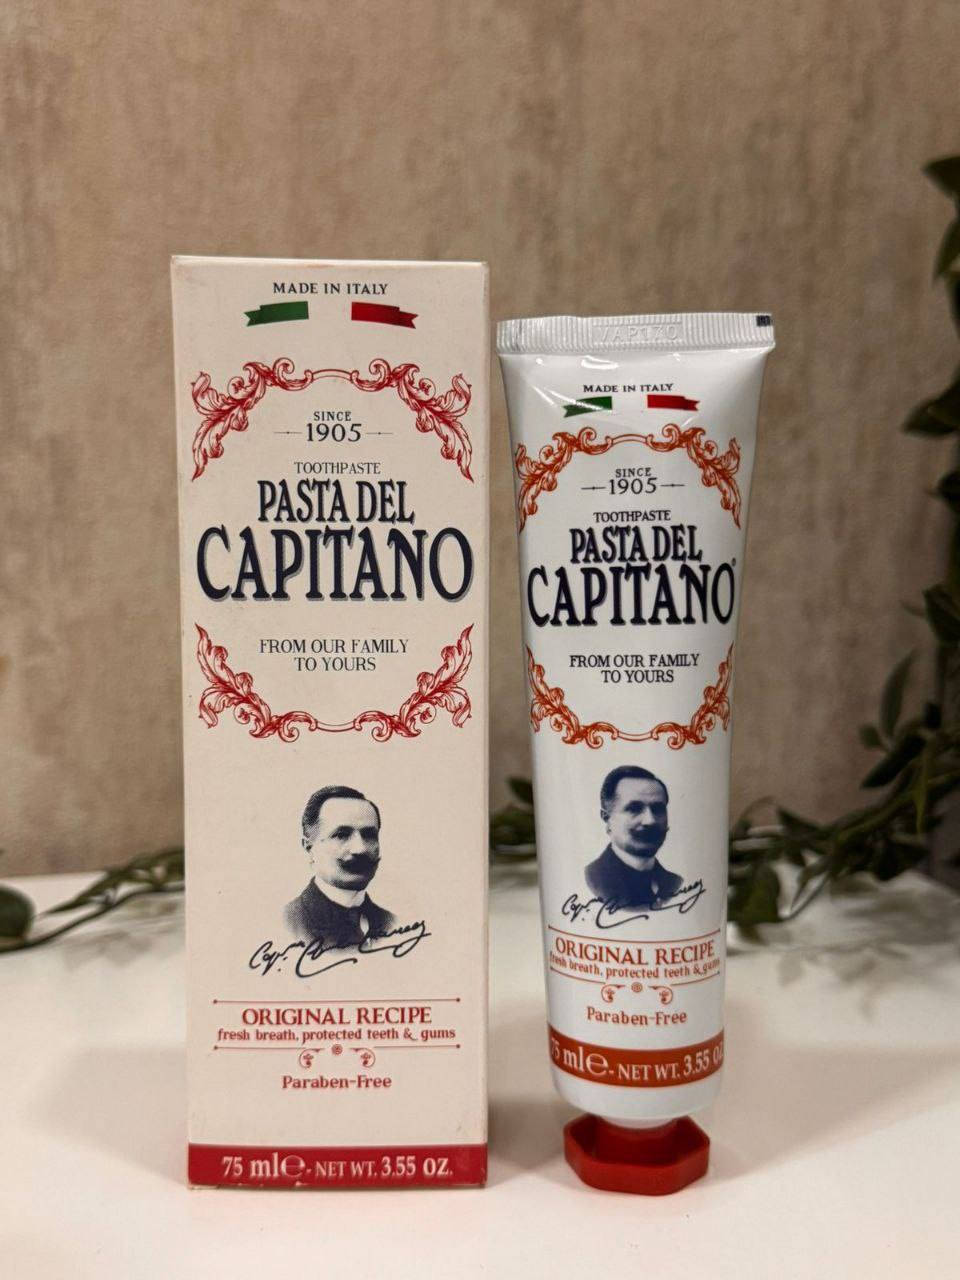 MADE IN ITALY
SINCE
1905
TOOTHPASTE
PASTA DEL
CAPITANO
FROM OUR FAMILY
TO YOURS
ORIGINAL RECIPE
fresh breath, protected teeth & gums
Paraben-Free
75 ml℮- NET WT. 3.55 OZ.
MADE IN ITALY
SINCE
1905
TOOTHPASTE
PASTA DEL
CAPITANO®
FROM OUR FAMILY
TO YOURS
ORIGINAL RECIPE
fresh breath, protected teeth & gums
Paraben-Free
75 ml℮- NET WT. 3.55 OZ